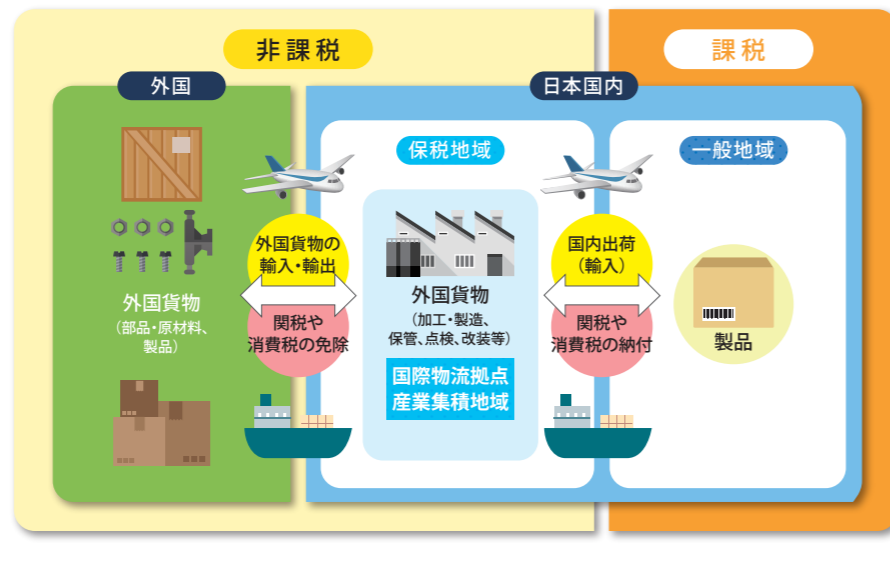 非課税
課税
外国
日本国内
保税地域
一般地域
外国貨物の
輸入・輸出
関税や
消費税の免除
外国貨物
（部品・原材料、
製品）
外国貨物
（加工・製造、
保管、点検、改装等）
国際物流拠点
産業集積地域
国内出荷
（輸入）
関税や
消費税の納付
製品